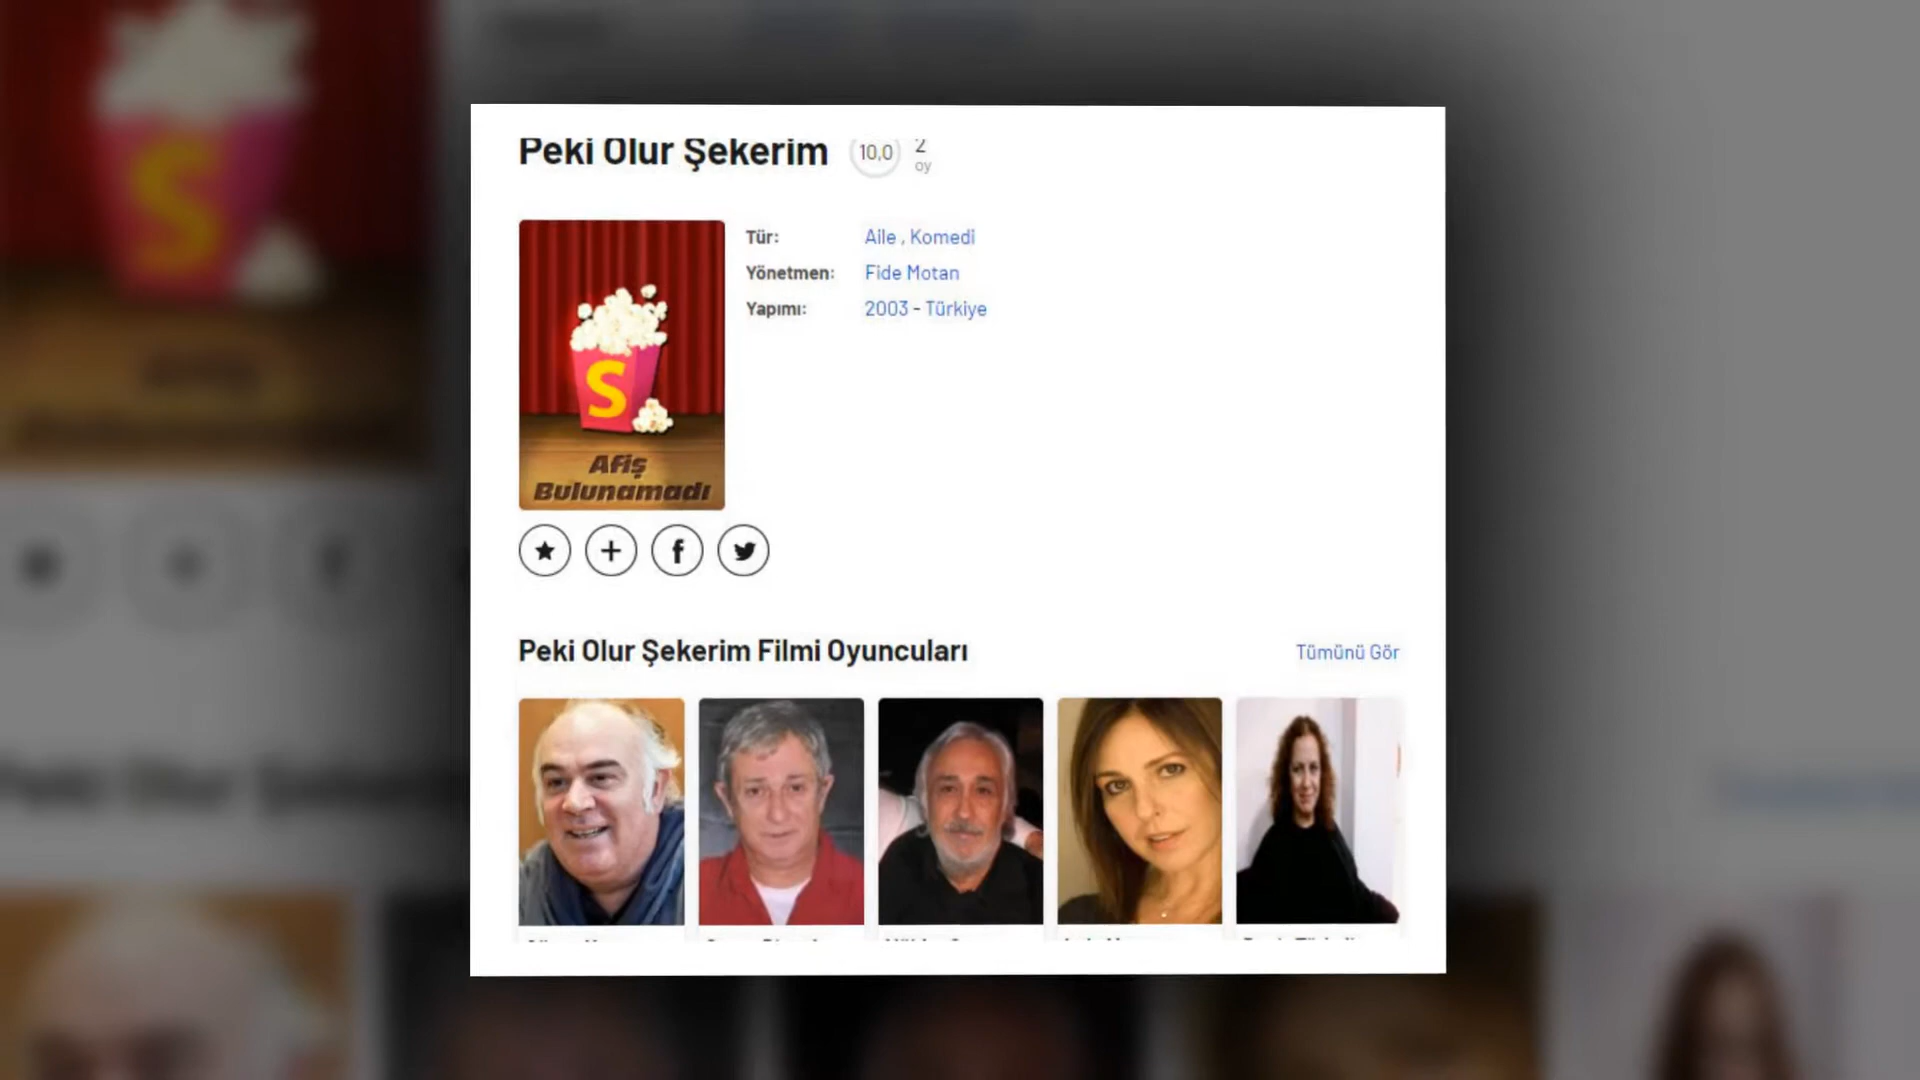 Peki Olur Şekerim
10,0
2
oy
Tür: Aile , Komedi
Yönetmen: Fide Motan
Yapımı: 2003 - Türkiye
S
Afiş
Bulunamadı
Peki Olur Şekerim Filmi Oyuncuları
Tümünü Gör